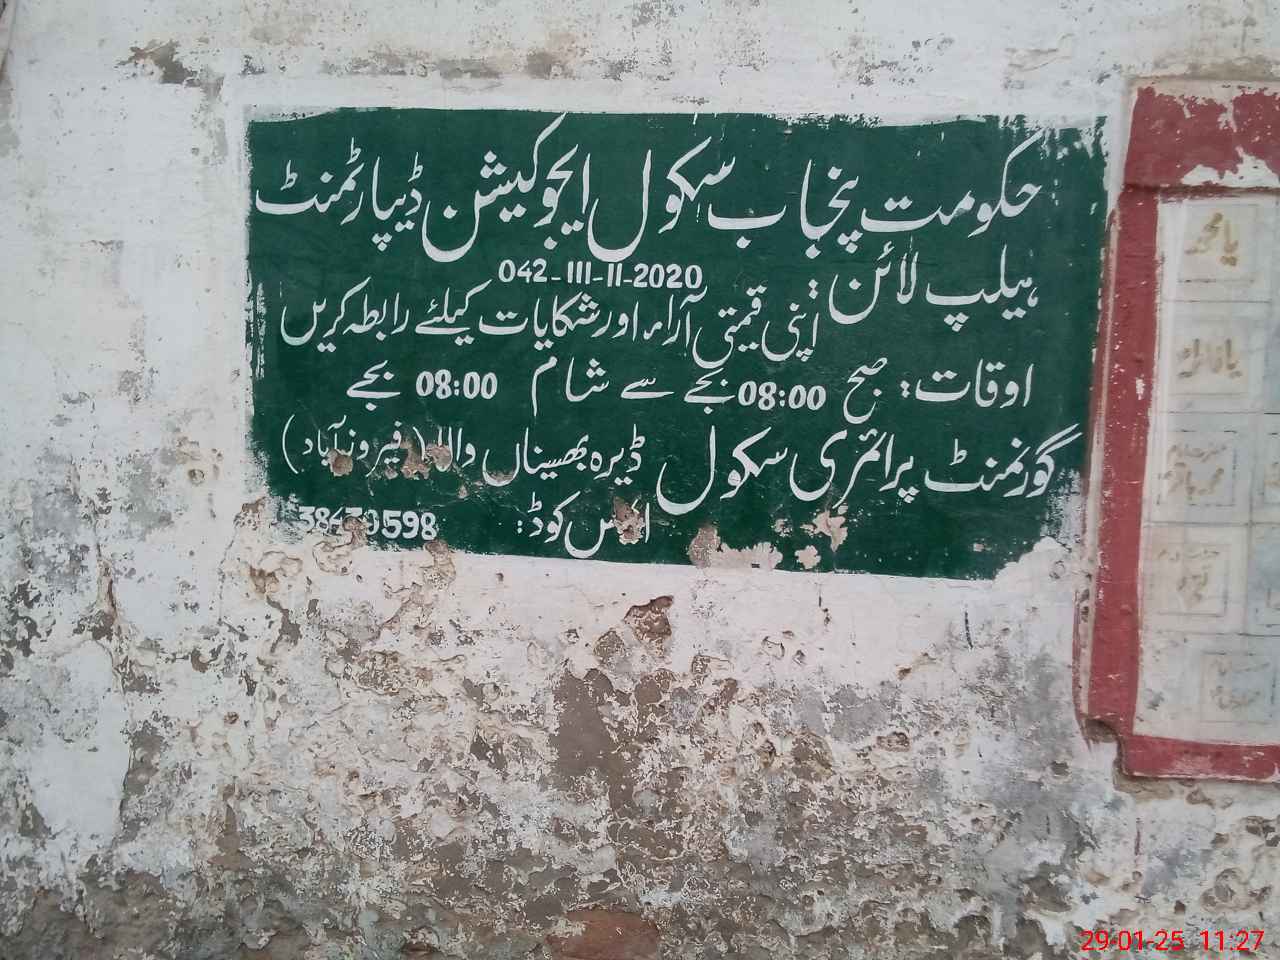 حکومت پنجاب سکول ایجوکیشن ڈیپارٹمنٹ
ہیلپ لائن: 042-111-11-2020
اپنی قیمتی آراء اور شکایات کیلئے رابطہ کریں
اوقات: صبح 08:00 بجے سے شام 08:00 بجے
گورنمنٹ پرائمری سکول ڈیرہ بھیناں والا (فیروزآباد)
ایمس کوڈ:
یا محمد
29-01-25 11:27